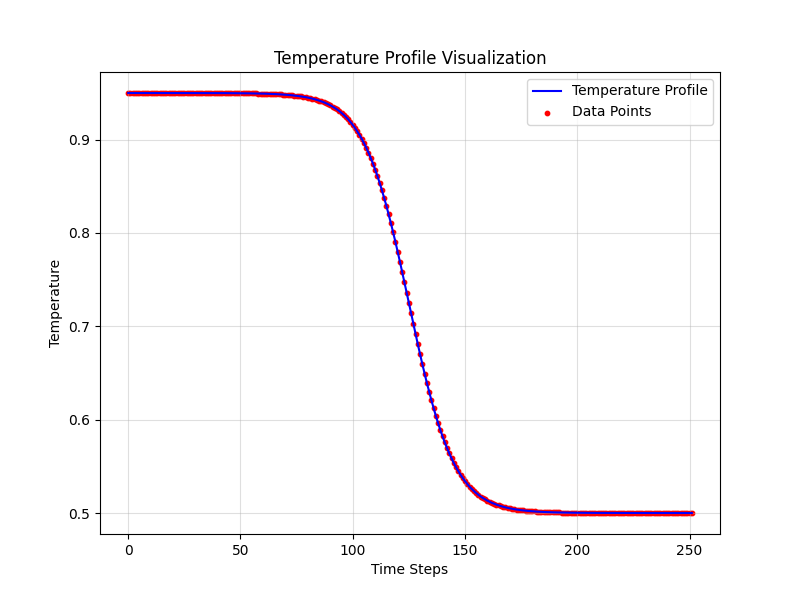 Temperature Profile Visualization
Temperature Profile
Data Points
0.9
0.8
0.7
0.6
0.5
Temperature
0
50
100
150
200
250
Time Steps